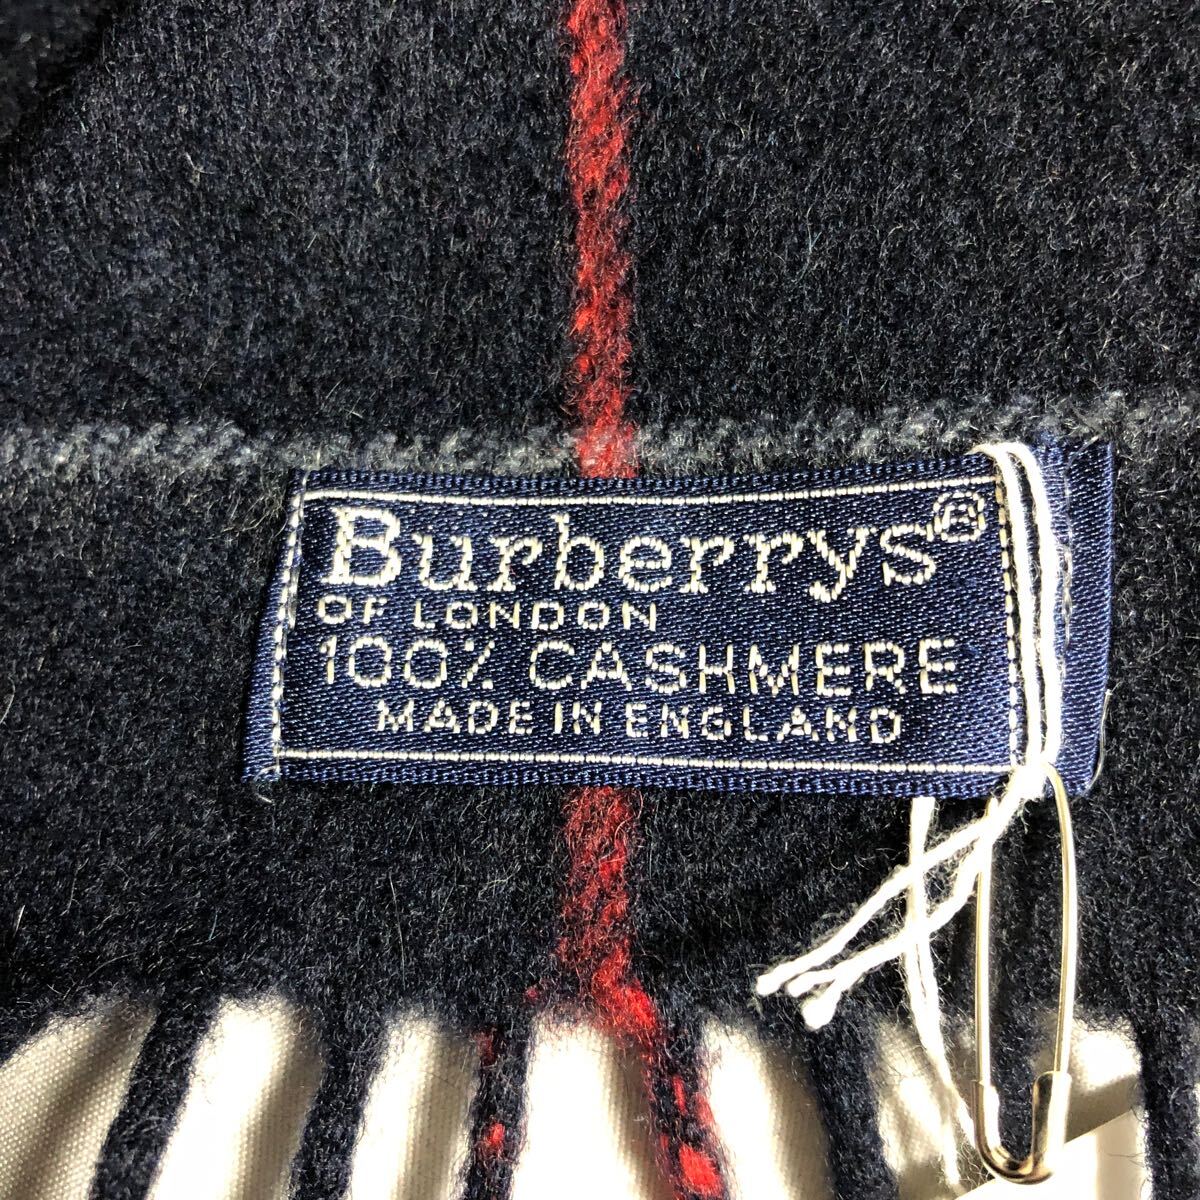 Burberrys®
OF LONDON
100% CASHMERE
MADE IN ENGLAND